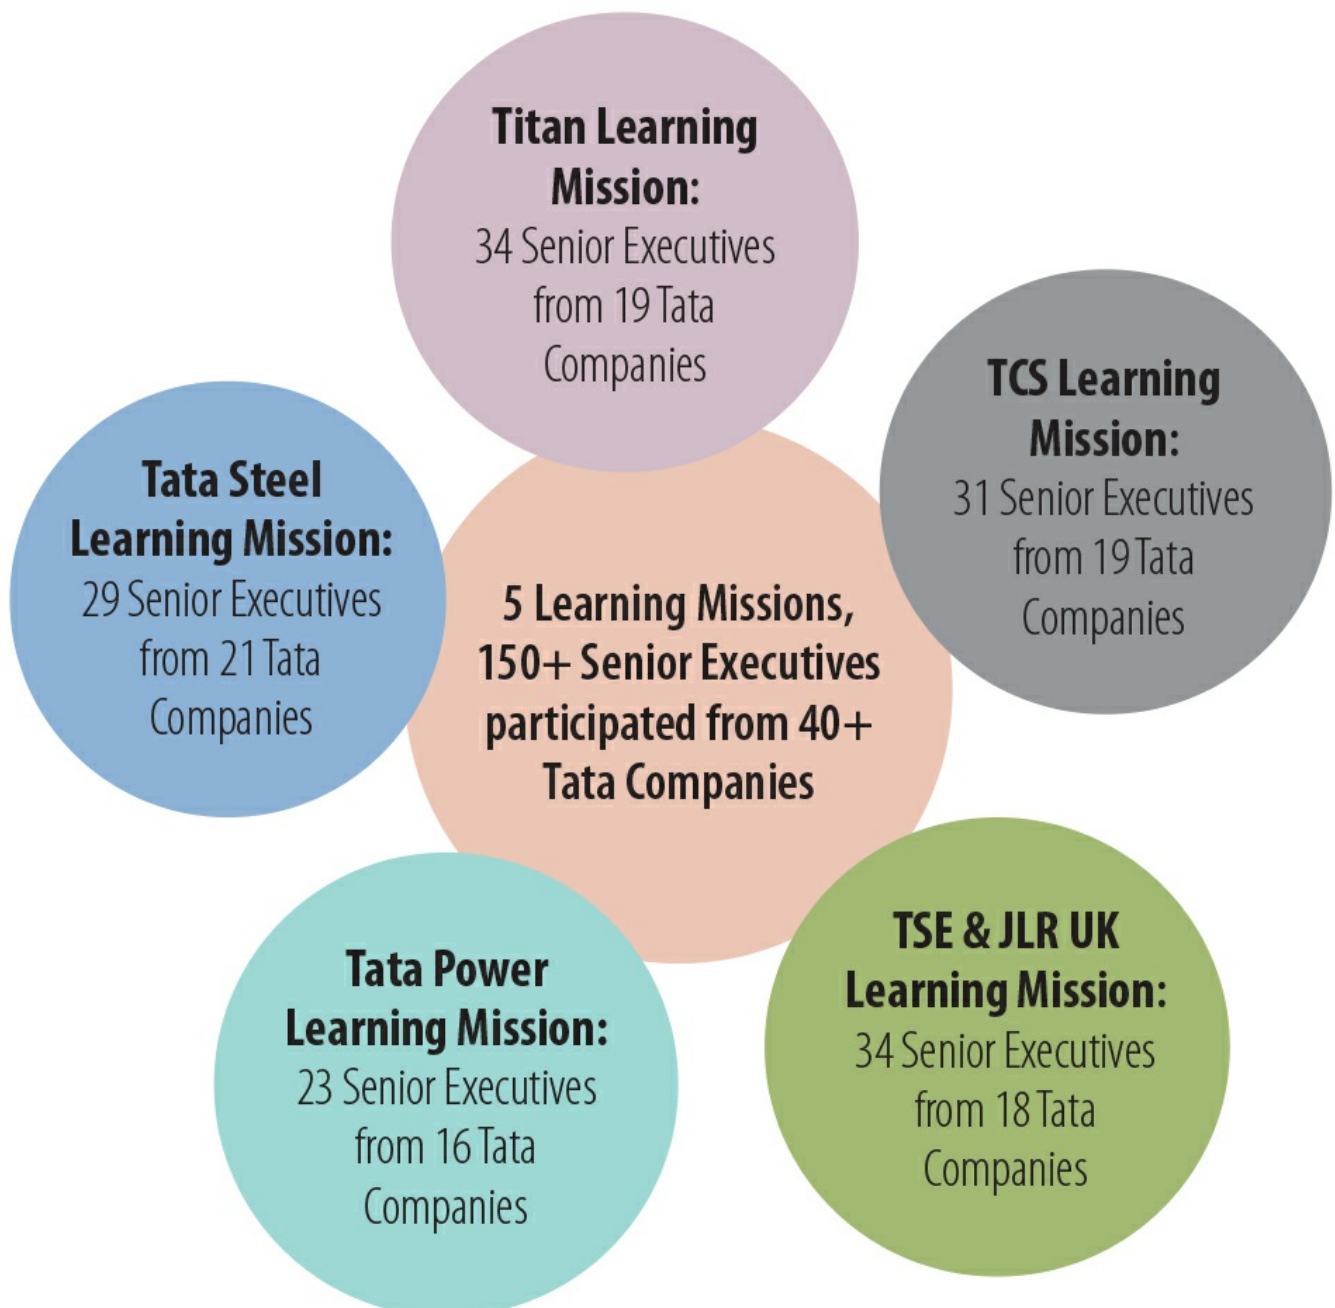 Titan Learning
Mission:
34 Senior Executives
from 19 Tata
Companies
TCS Learning
Mission:
31 Senior Executives
from 19 Tata
Companies
Tata Steel
Learning Mission:
29 Senior Executives
from 21 Tata
Companies
5 Learning Missions,
150+ Senior Executives
participated from 40+
Tata Companies
TSE & JLR UK
Learning Mission:
34 Senior Executives
from 18 Tata
Companies
Tata Power
Learning Mission:
23 Senior Executives
from 16 Tata
Companies